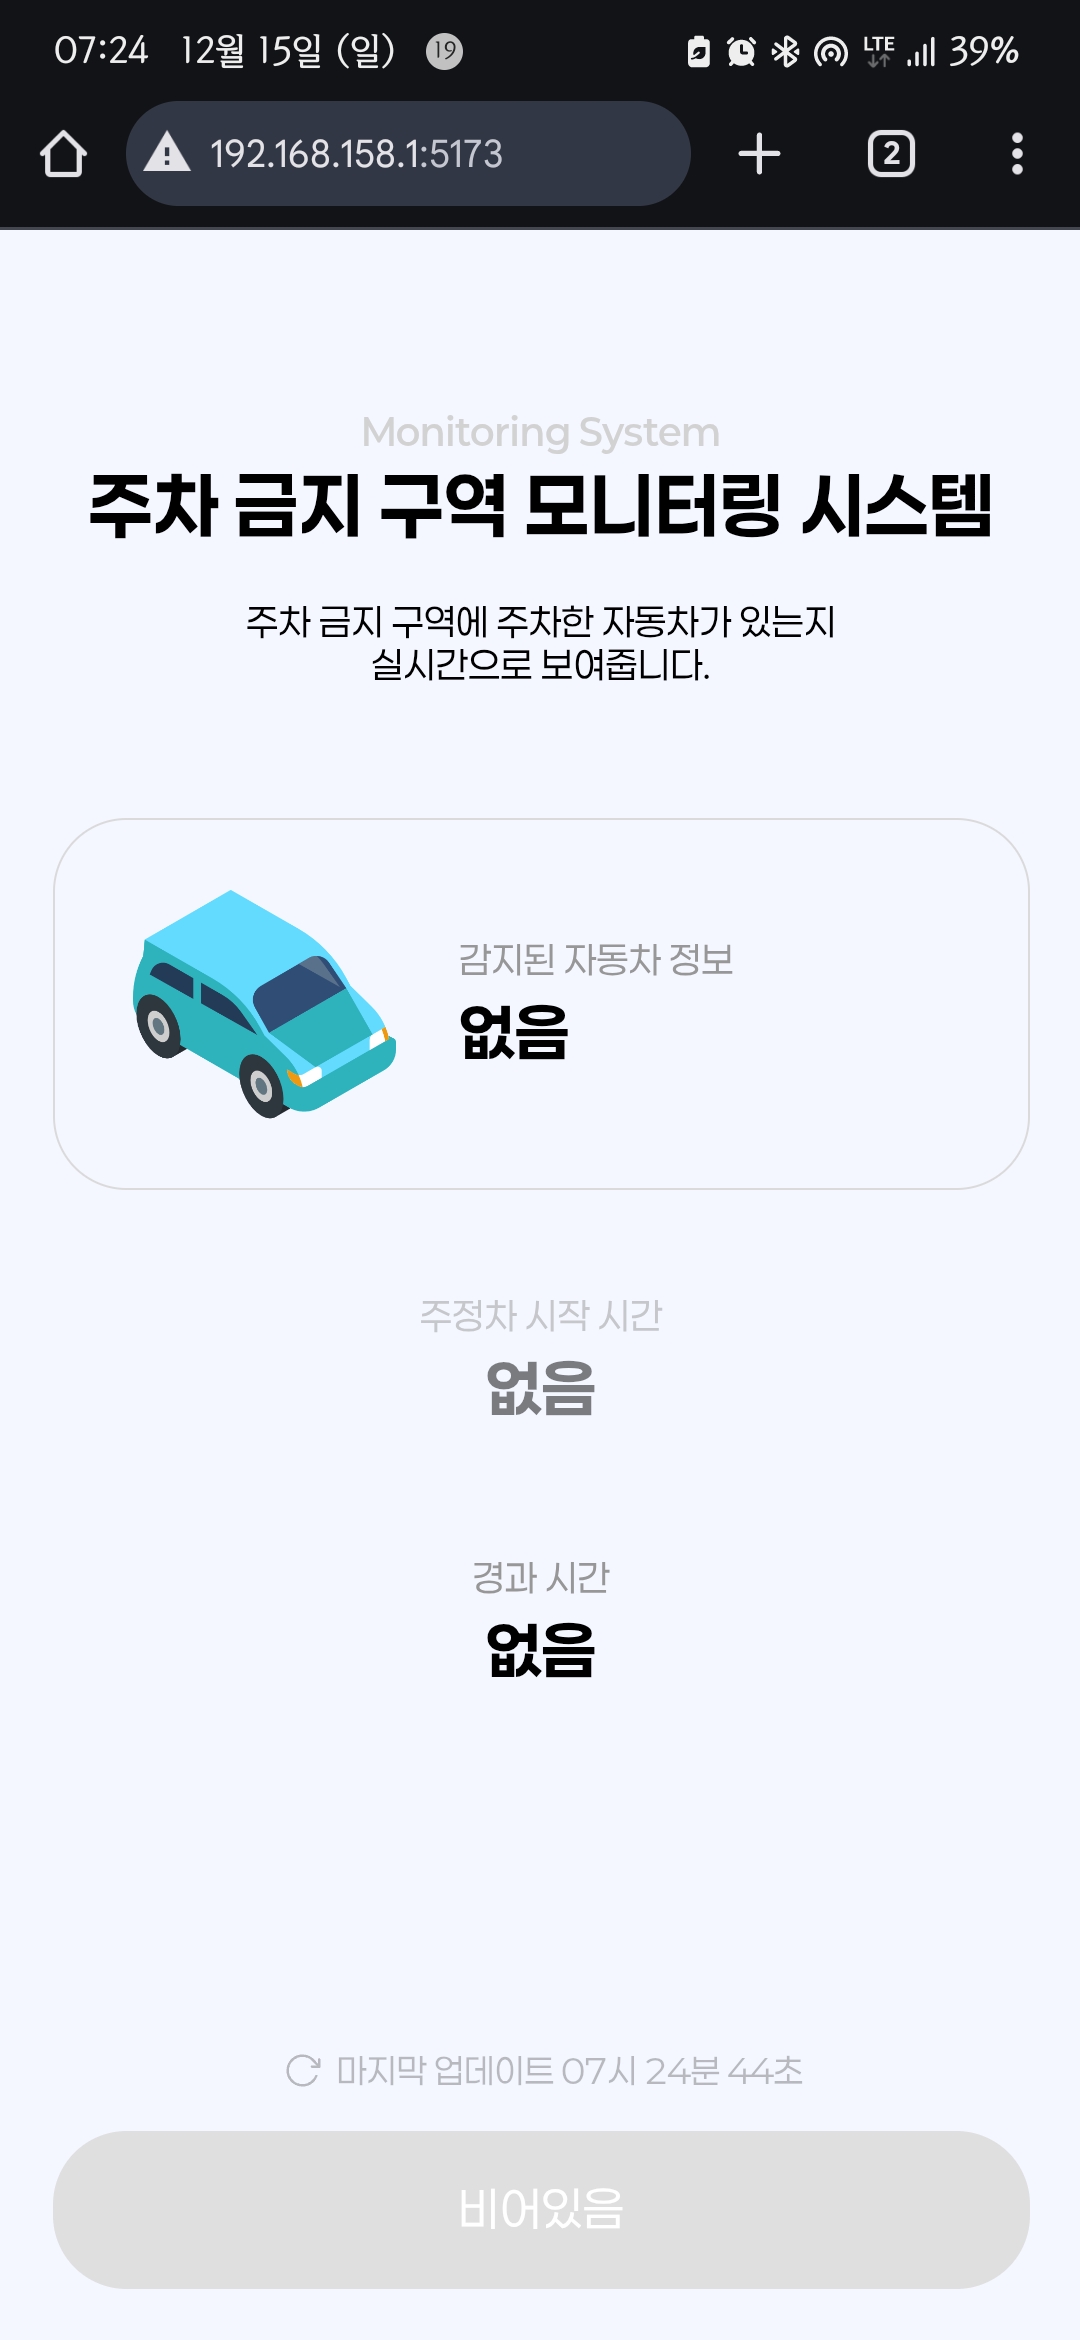 07:24 12월 15일 (일) 19 LTE 39%
192.168.158.1:5173 2
Monitoring System
주차 금지 구역 모니터링 시스템
주차 금지 구역에 주차한 자동차가 있는지
실시간으로 보여줍니다.
감지된 자동차 정보
없음
주정차 시작 시간
없음
경과 시간
없음
마지막 업데이트 07시 24분 44초
비어있음